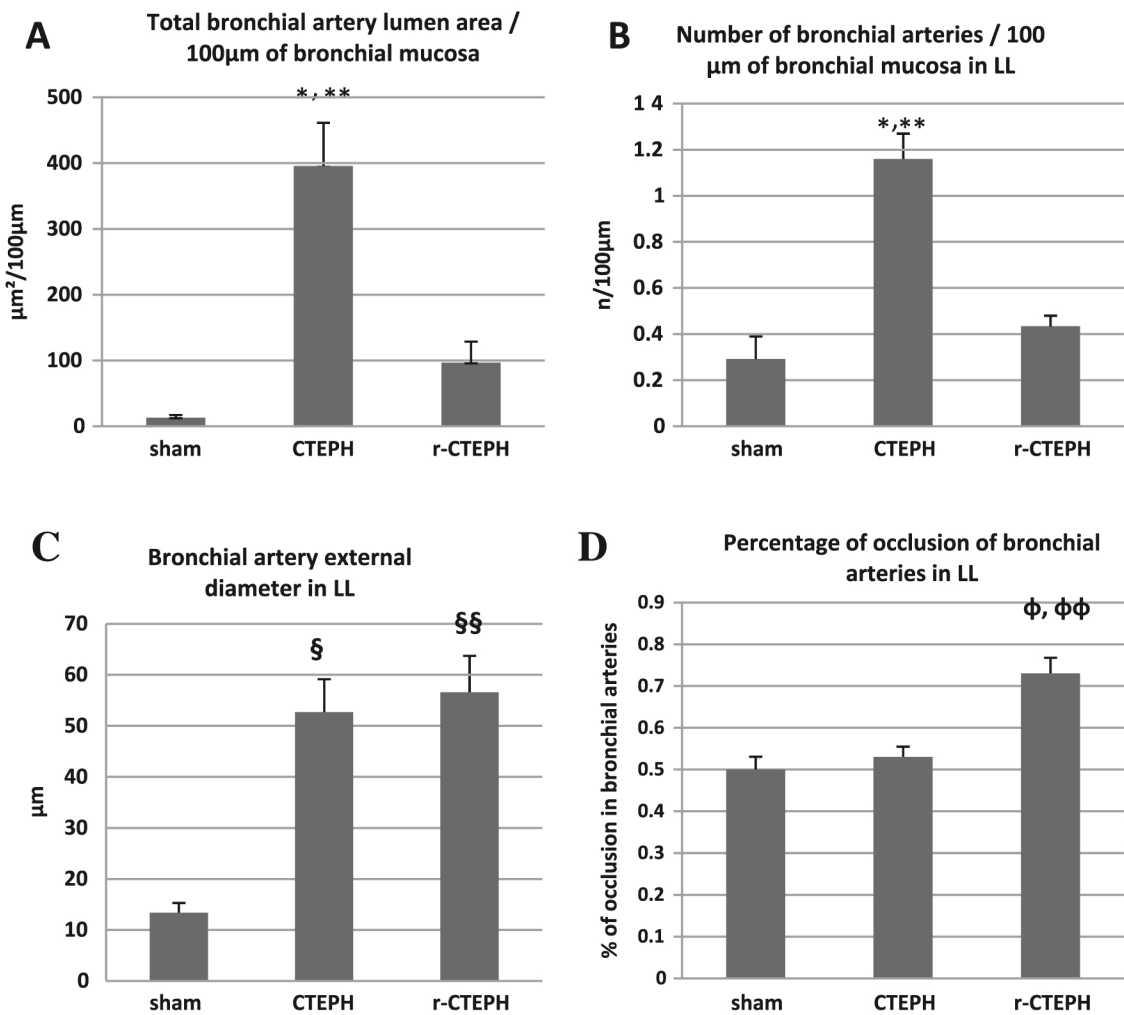 A
Total bronchial artery lumen area /
100µm of bronchial mucosa
500
400
300
200
100
0
µm²/100µm
*,**
sham
CTEPH
r-CTEPH
B
Number of bronchial arteries / 100
µm of bronchial mucosa in LL
1 4
1.2
1
0.8
0.6
0.4
0.2
0
n/100µm
*,**
sham
CTEPH
r-CTEPH
C
Bronchial artery external
diameter in LL
70
60
50
40
30
20
10
0
µm
§
§§
sham
CTEPH
r-CTEPH
D
Percentage of occlusion of bronchial
arteries in LL
0.9
0.8
0.7
0.6
0.5
0.4
0.3
0.2
0.1
0
% of occlusion in bronchial arteries
ф, фф
sham
CTEPH
r-CTEPH